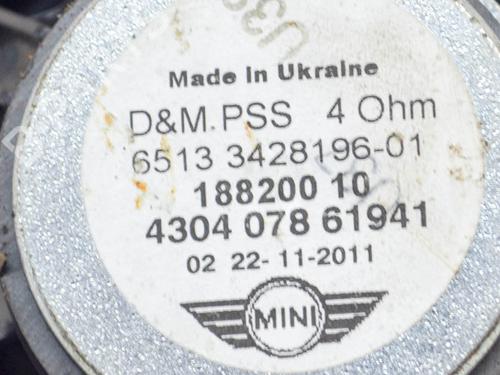 Made in Ukraine
D&M.PSS 4 Ohm
6513 3428196-01
188200 10
4304 078 61941
02 22-11-2011
MINI